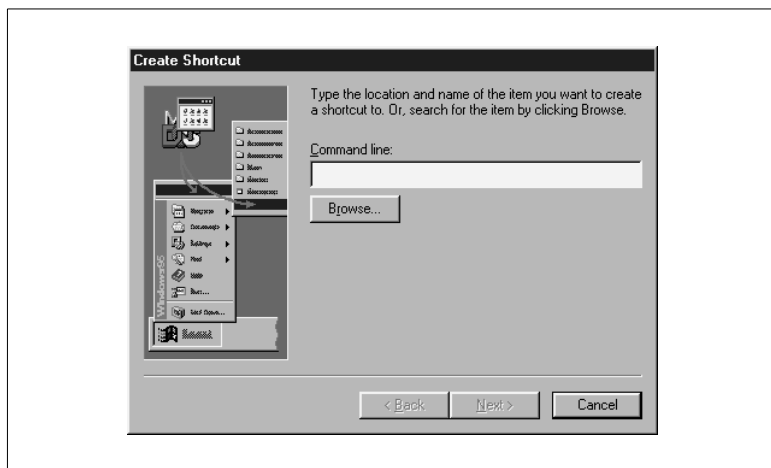 Create Shortcut
Type the location and name of the item you want to create
a shortcut to. Or, search for the item by clicking Browse.
Command line:
Browse...
Windows95
< Back
Next >
Cancel